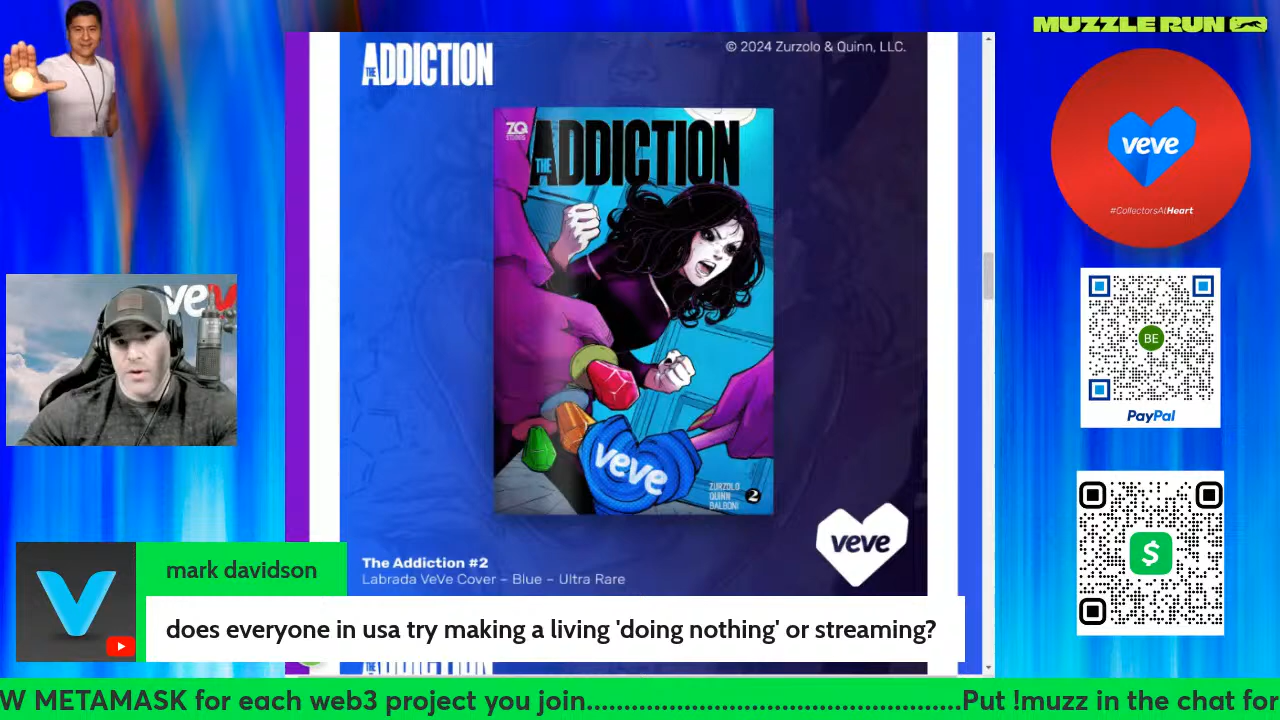 MUZZLE RUN
THE ADDICTION
© 2024 Zurzolo & Quinn, LLC.
ZQ
STUDIOS
THE ADDICTION
veve
ZURZOLO
QUINN
BALBONI
2
veve
The Addiction #2
Labrada VeVe Cover – Blue – Ultra Rare
veve
#CollectorsAtHeart
BE
PayPal
$
veve
mark davidson
does everyone in usa try making a living 'doing nothing' or streaming?
THE ADDICTION
W METAMASK for each web3 project you join..................................................Put !muzz in the chat for